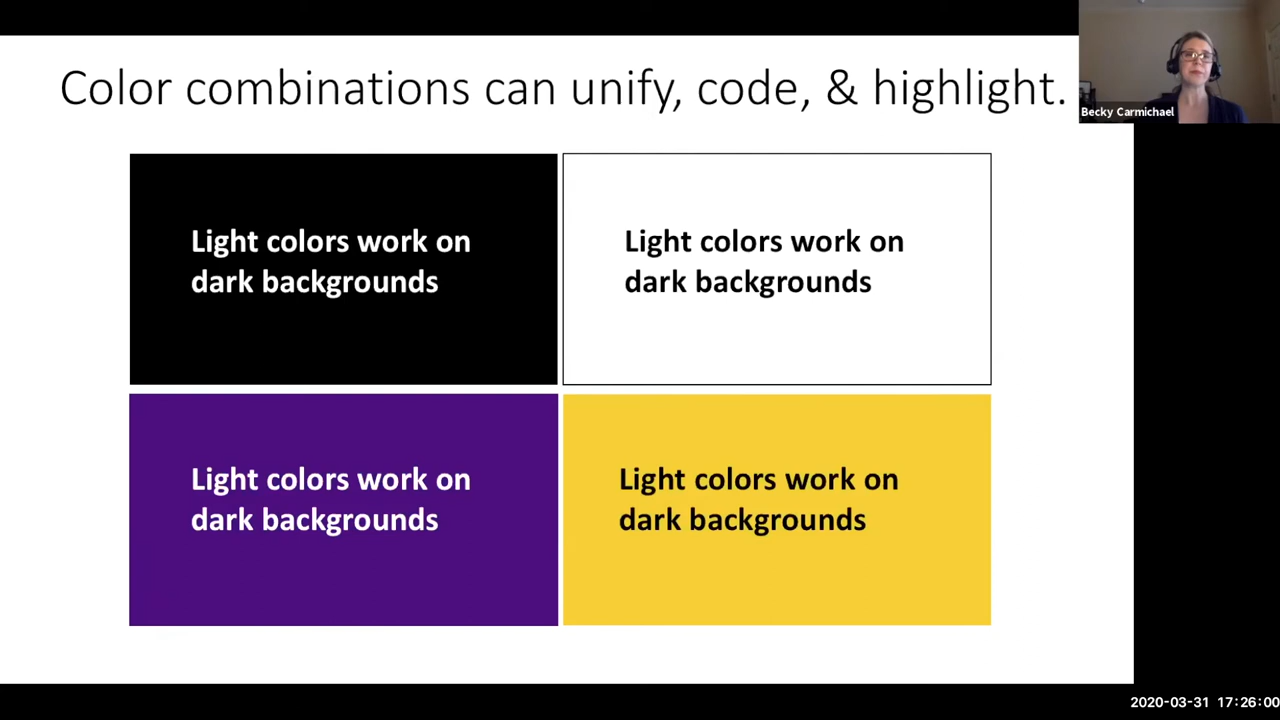 Color combinations can unify, code, & highlight.
Becky Carmichael
Light colors work on
dark backgrounds
Light colors work on
dark backgrounds
Light colors work on
dark backgrounds
Light colors work on
dark backgrounds
2020-03-31 17:26:00